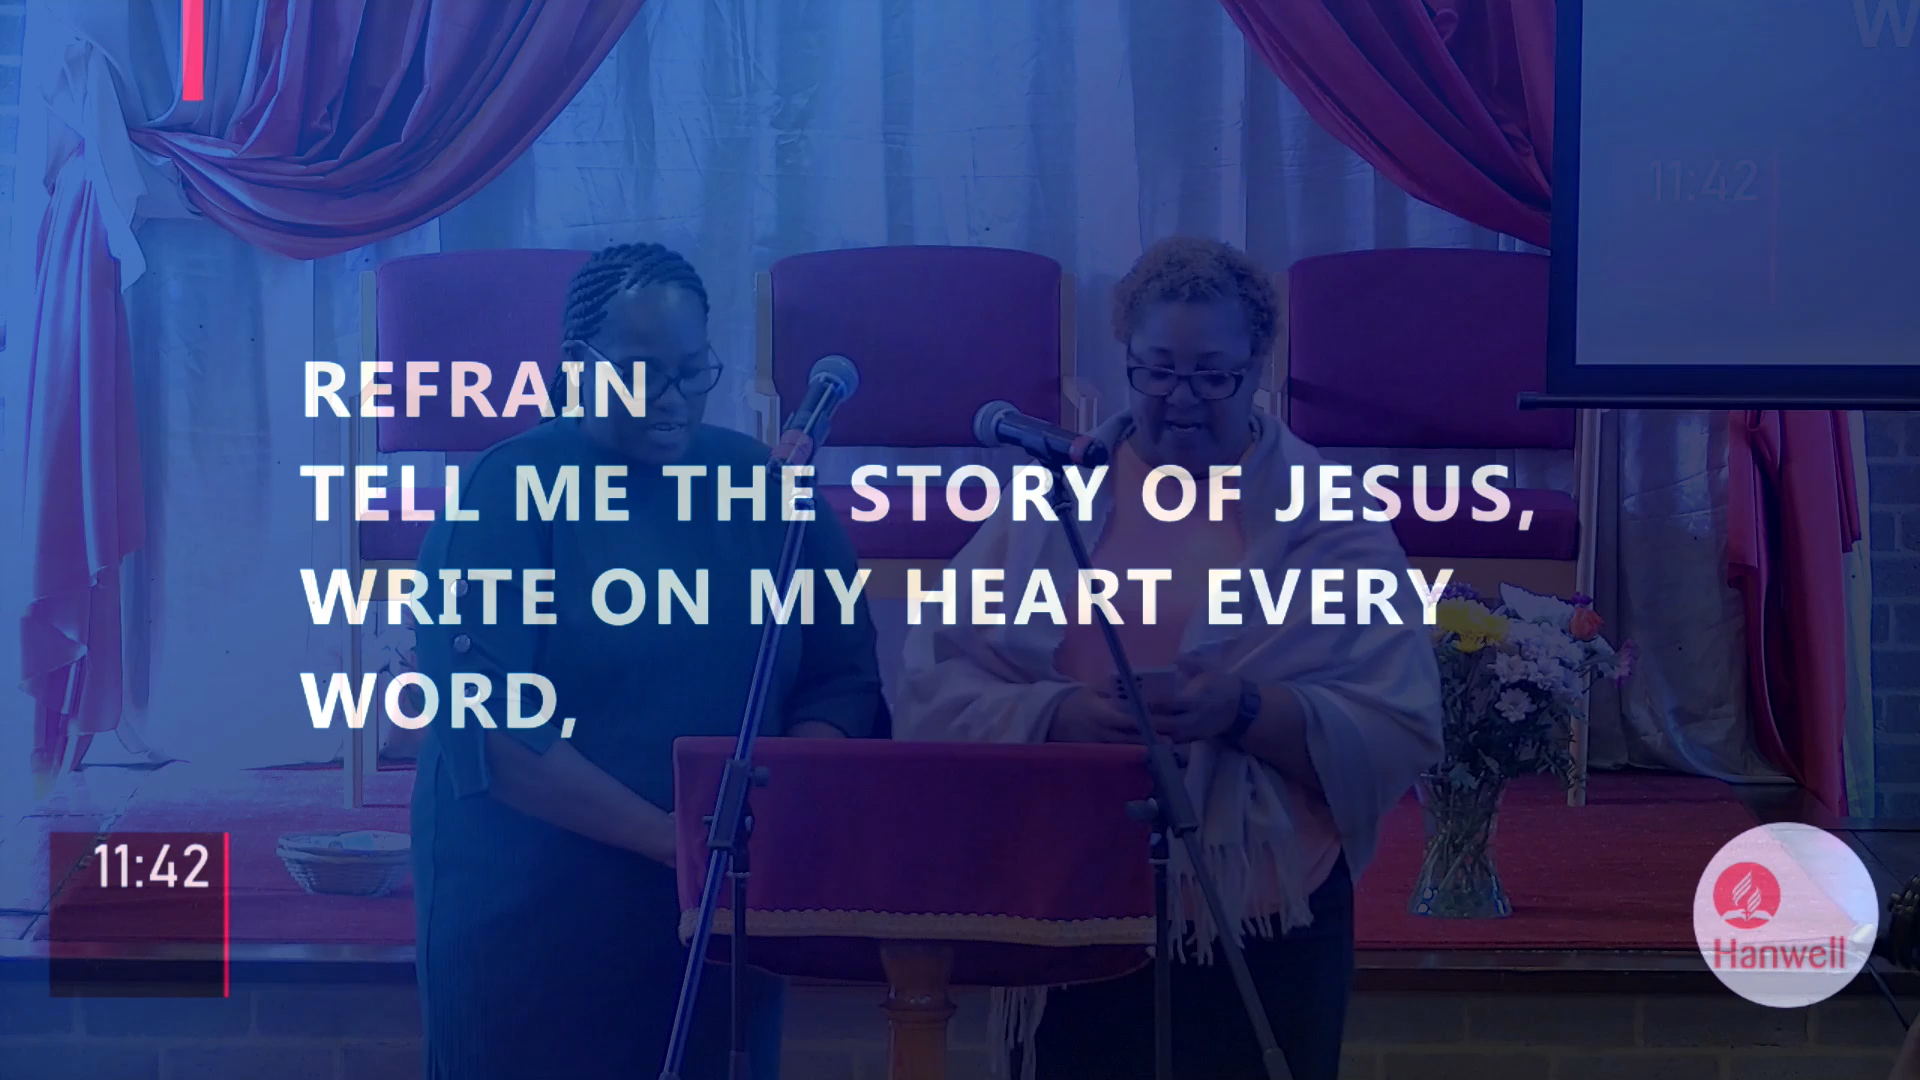 W
11:42
REFRAIN
TELL ME THE STORY OF JESUS,
WRITE ON MY HEART EVERY
WORD,
11:42
Hanwell